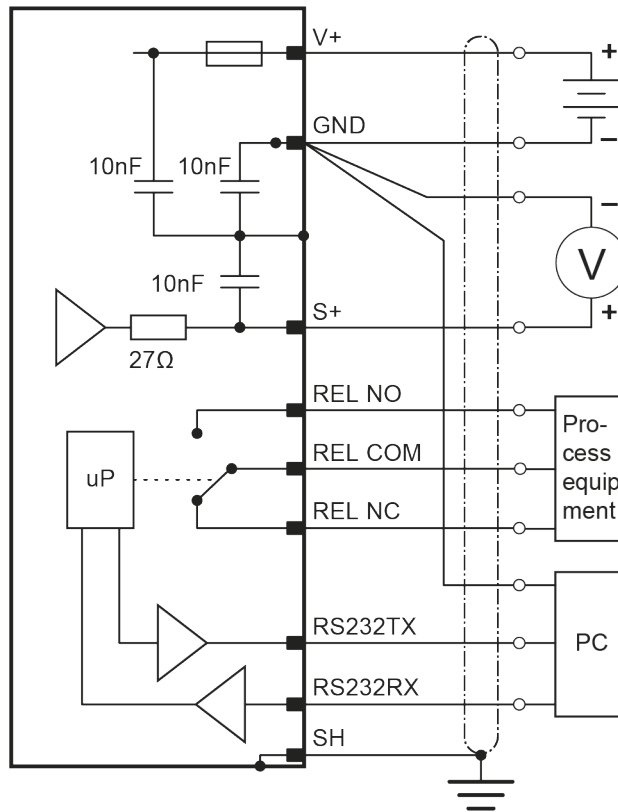 V+
+
GND
−
10nF
10nF
−
V
10nF
S+
+
27Ω
REL NO
Pro-
cess
equip
ment
REL COM
uP
REL NC
RS232TX
PC
RS232RX
SH